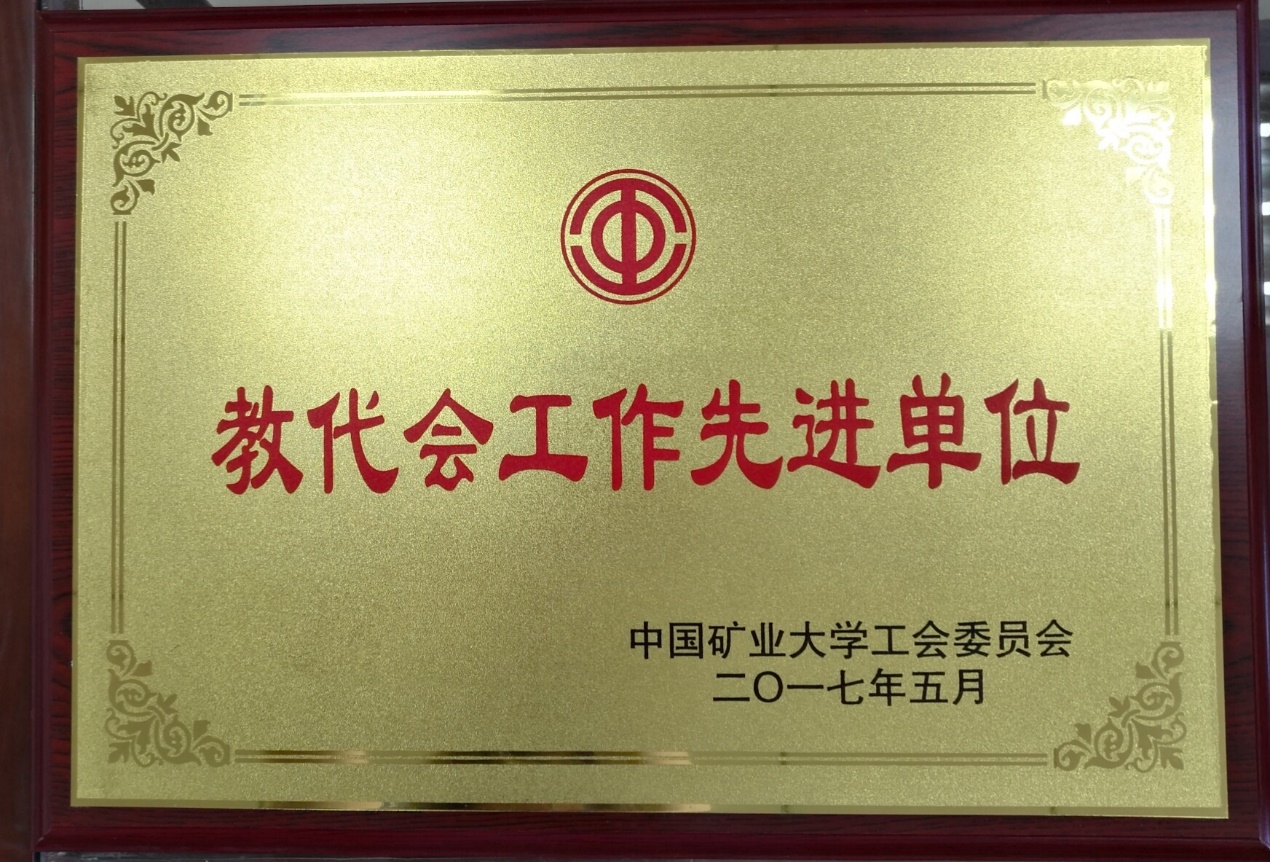 教代会工作先进单位
中国矿业大学工会委员会
二〇一七年五月